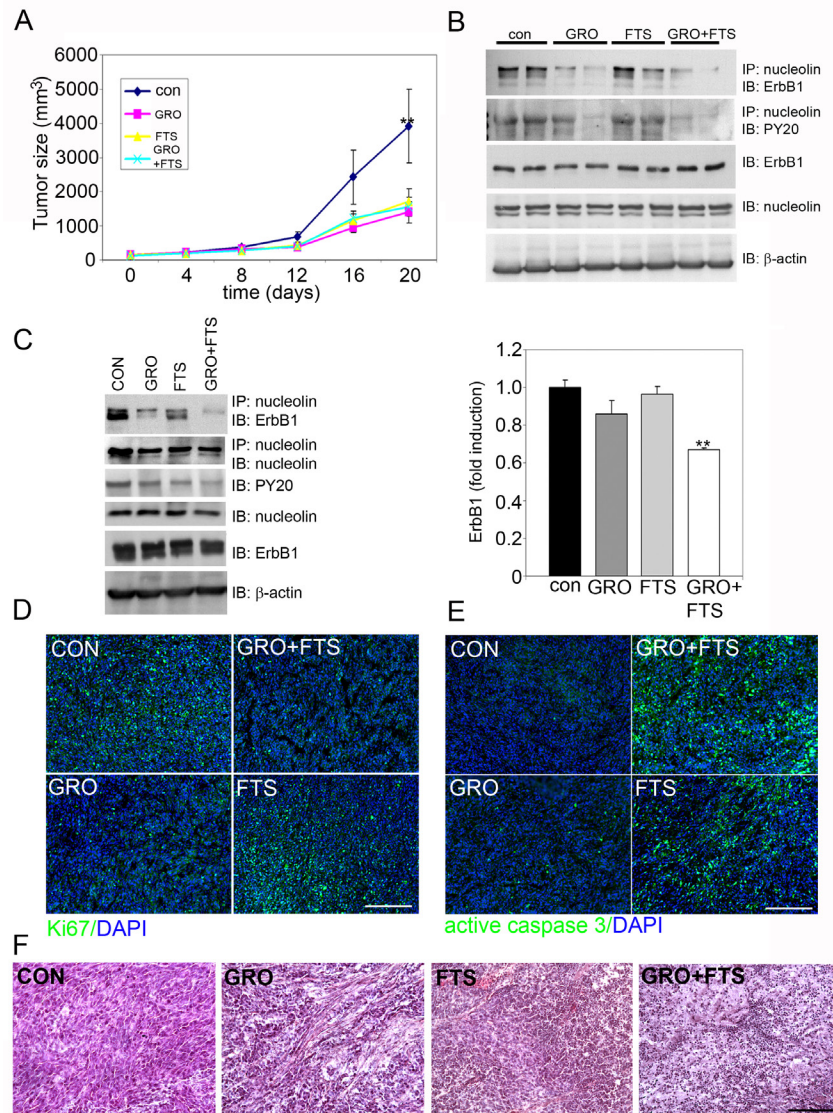 A
6000
5000
4000
3000
2000
1000
0
Tumor size (mm³)
con
GRO
FTS
GRO
+FTS
**
0 4 8 12 16 20
time (days)
B
con GRO FTS GRO+FTS
IP: nucleolin
IB: ErbB1
IP: nucleolin
IB: PY20
IB: ErbB1
IB: nucleolin
IB: β-actin
C
CON GRO FTS GRO+FTS
IP: nucleolin
IB: ErbB1
IP: nucleolin
IB: nucleolin
IB: PY20
IB: nucleolin
IB: ErbB1
IB: β-actin
ErbB1 (fold induction)
1.2
1.0
0.8
0.6
0.4
0.2
0
**
con GRO FTS GRO+
FTS
D
CON GRO+FTS
GRO FTS
Ki67/DAPI
E
CON GRO+FTS
GRO FTS
active caspase 3/DAPI
F
CON GRO FTS GRO+FTS